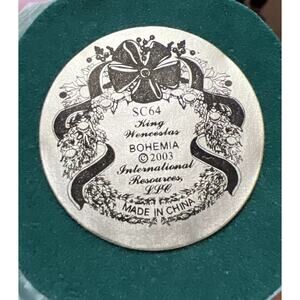 SC64
King
Wenceslas
BOHEMIA
©2003
International
Resources,
LLC
MADE IN CHINA